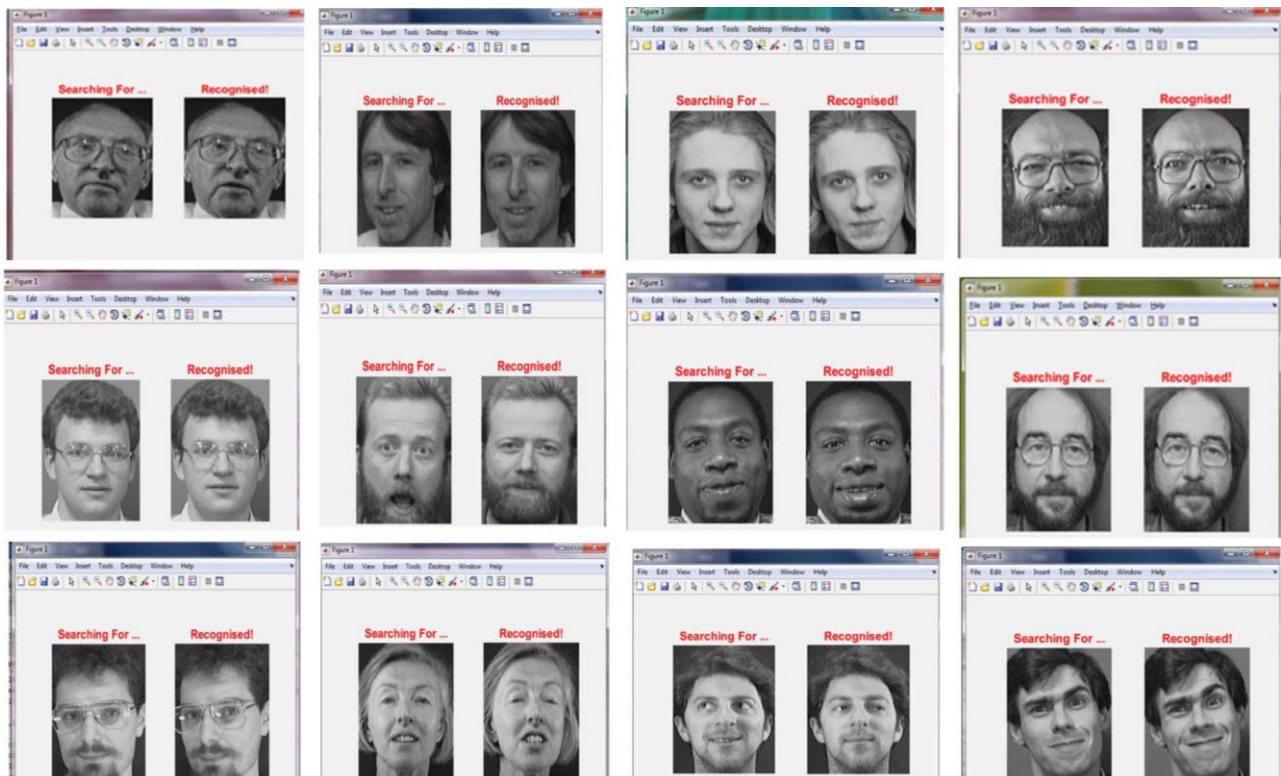 Figure 1
File Edit View Insert Tools Desktop Window Help
Searching For ... Recognised!
Figure 1
File Edit View Insert Tools Desktop Window Help
Searching For ... Recognised!
Figure 1
File Edit View Insert Tools Desktop Window Help
Searching For ... Recognised!
Figure 1
File Edit View Insert Tools Desktop Window Help
Searching For ... Recognised!
Figure 1
File Edit View Insert Tools Desktop Window Help
Searching For ... Recognised!
Figure 1
File Edit View Insert Tools Desktop Window Help
Searching For ... Recognised!
Figure 1
File Edit View Insert Tools Desktop Window Help
Searching For ... Recognised!
Figure 1
File Edit View Insert Tools Desktop Window Help
Searching For ... Recognised!
Figure 1
File Edit View Insert Tools Desktop Window Help
Searching For ... Recognised!
Figure 1
File Edit View Insert Tools Desktop Window Help
Searching For ... Recognised!
Figure 1
File Edit View Insert Tools Desktop Window Help
Searching For ... Recognised!
Figure 1
File Edit View Insert Tools Desktop Window Help
Searching For ... Recognised!